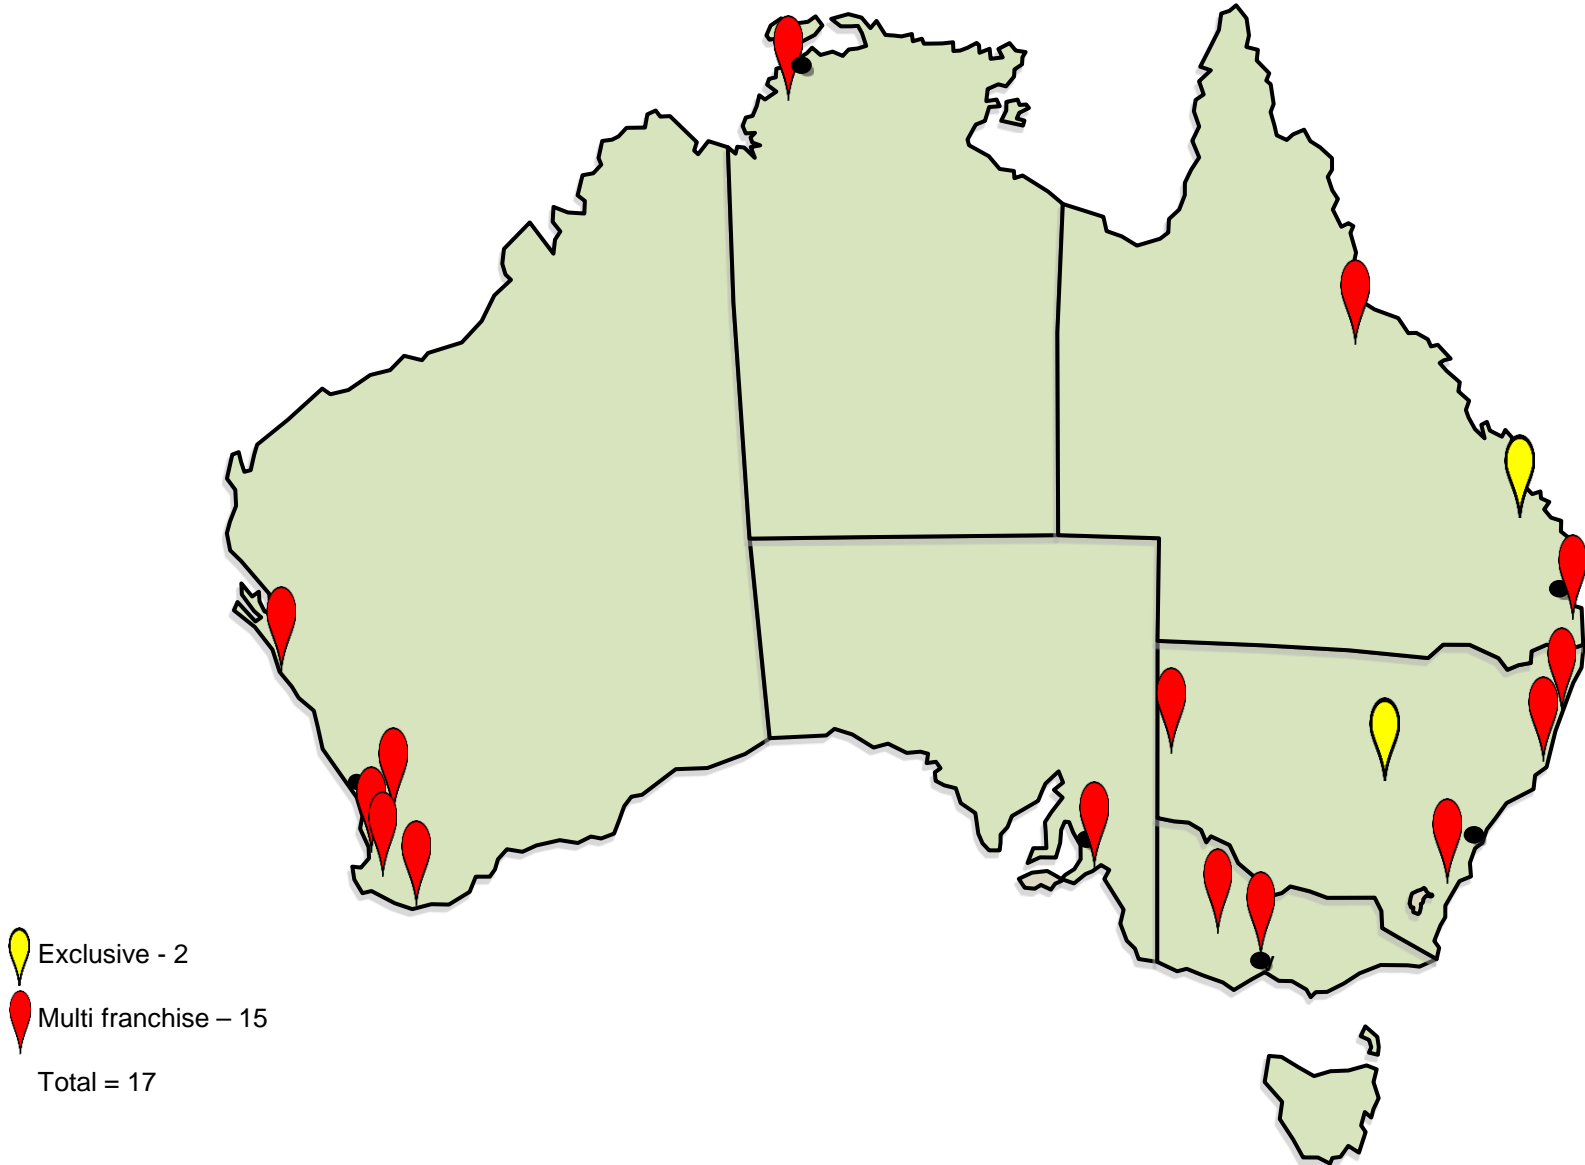 Exclusive - 2
Multi franchise – 15
Total = 17